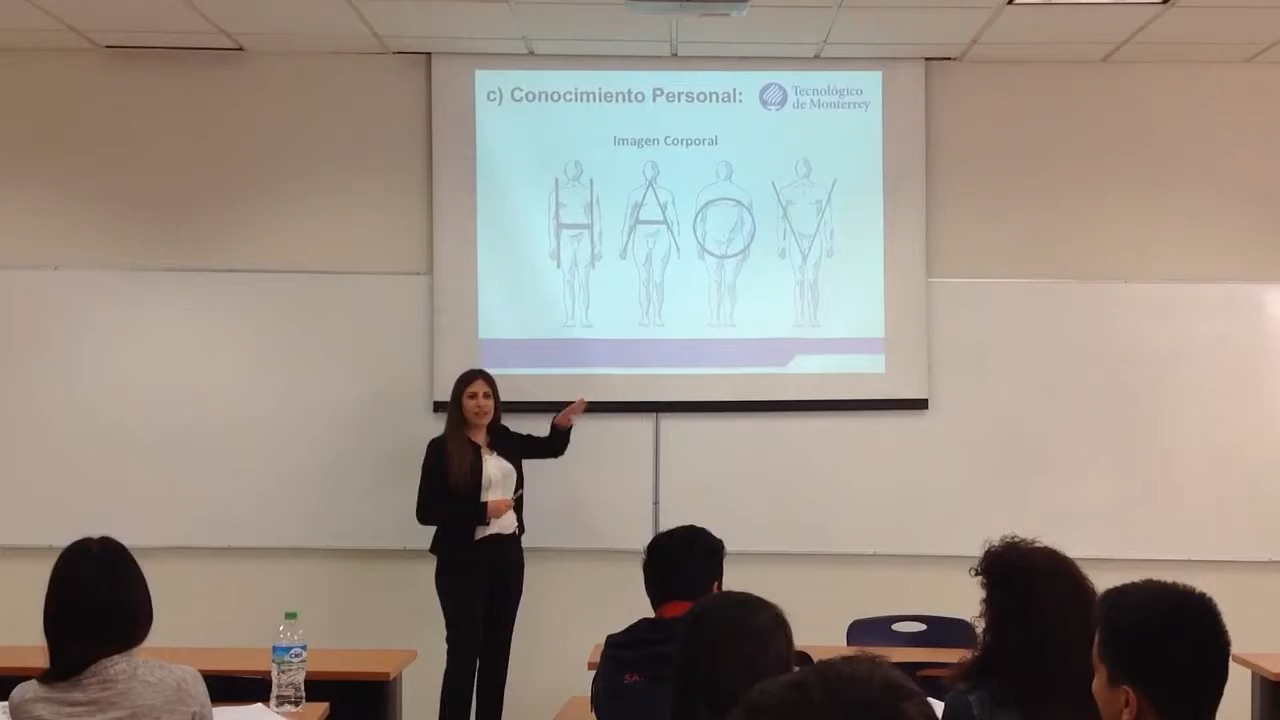 c) Conocimiento Personal:
Tecnológico
de Monterrey
Imagen Corporal